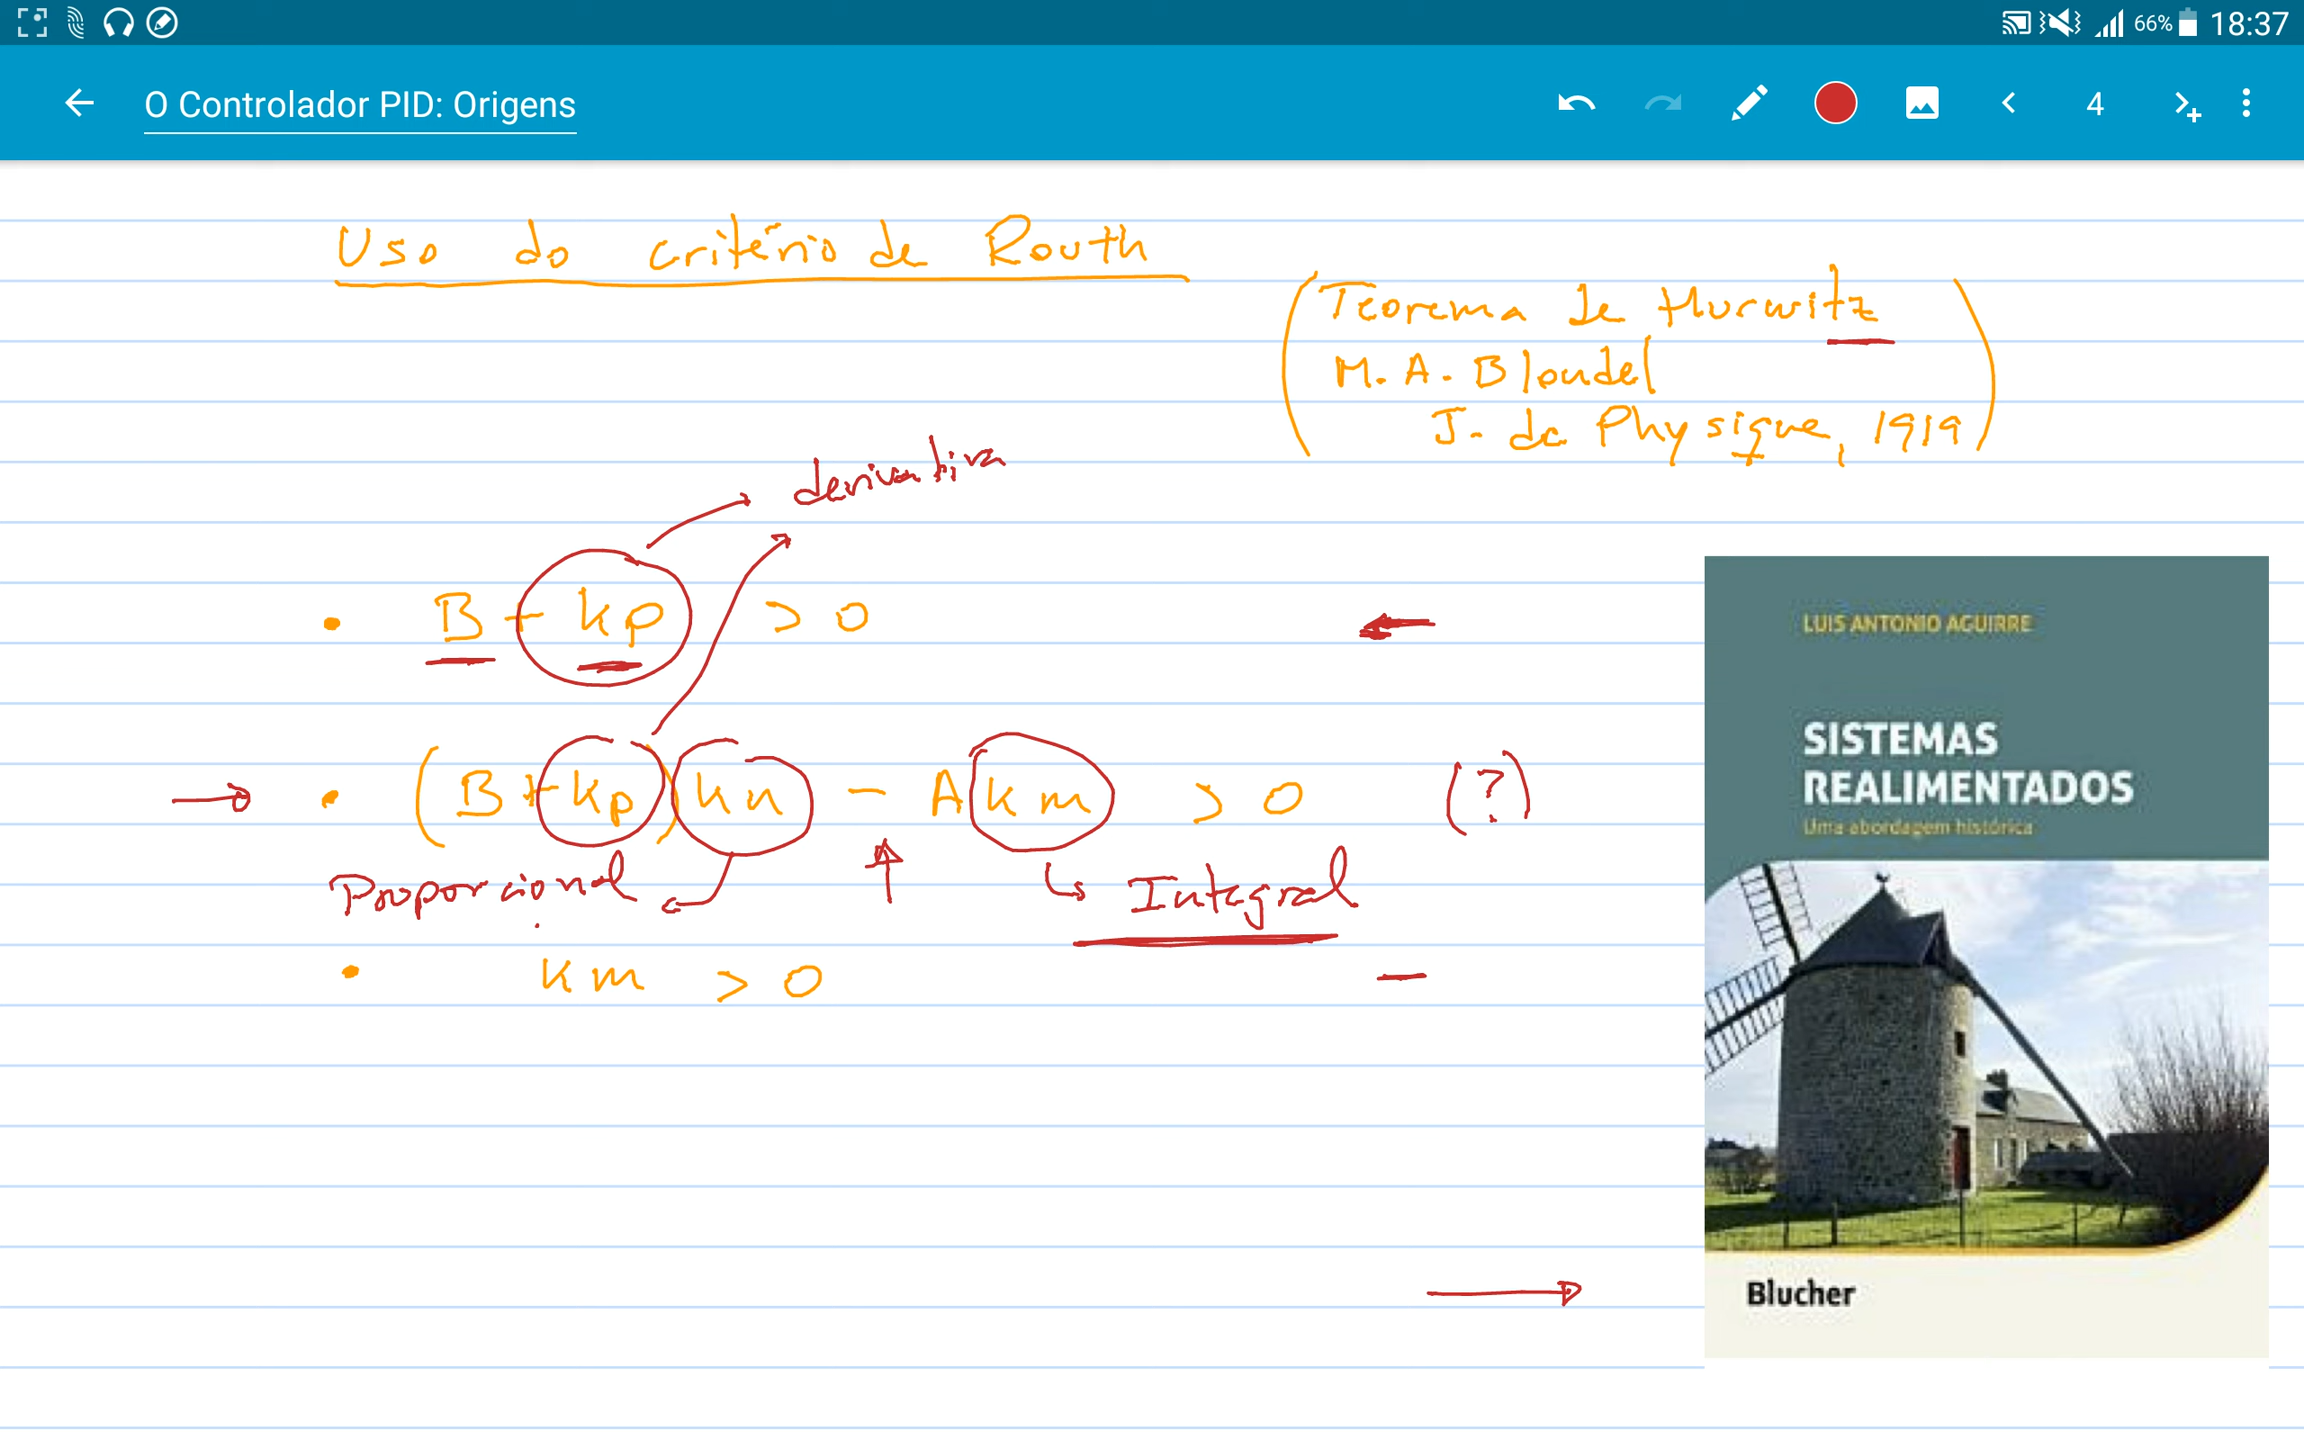 66% 18:37
O Controlador PID: Origens 4
Uso do critério de Routh
(Teorema de Hurwitz
M. A. Blondel
J. de Physique, 1919)
derivativa
• B + kp > 0
LUIS ANTONIO AGUIRRE
SISTEMAS
REALIMENTADOS
Uma abordagem histórica
• (B + kp) kn - A km > 0 (?)
Proporcional Integral
• km > 0
Blucher